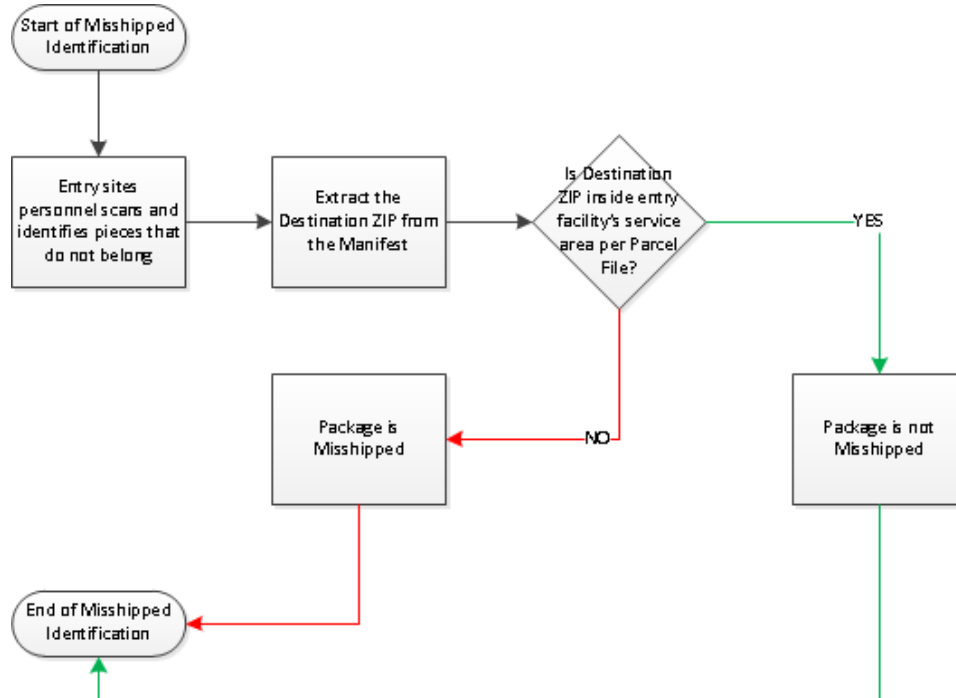 Start of Misshipped
Identification
Entry sites
personnel scans and
identifies pieces that
do not belong
Extract the
Destination ZIP from
the Manifest
Is Destination
ZIP inside entry
facility's service
area per Parcel
File?
YES
NO
Package is
Misshipped
Package is not
Misshipped
End of Misshipped
Identification